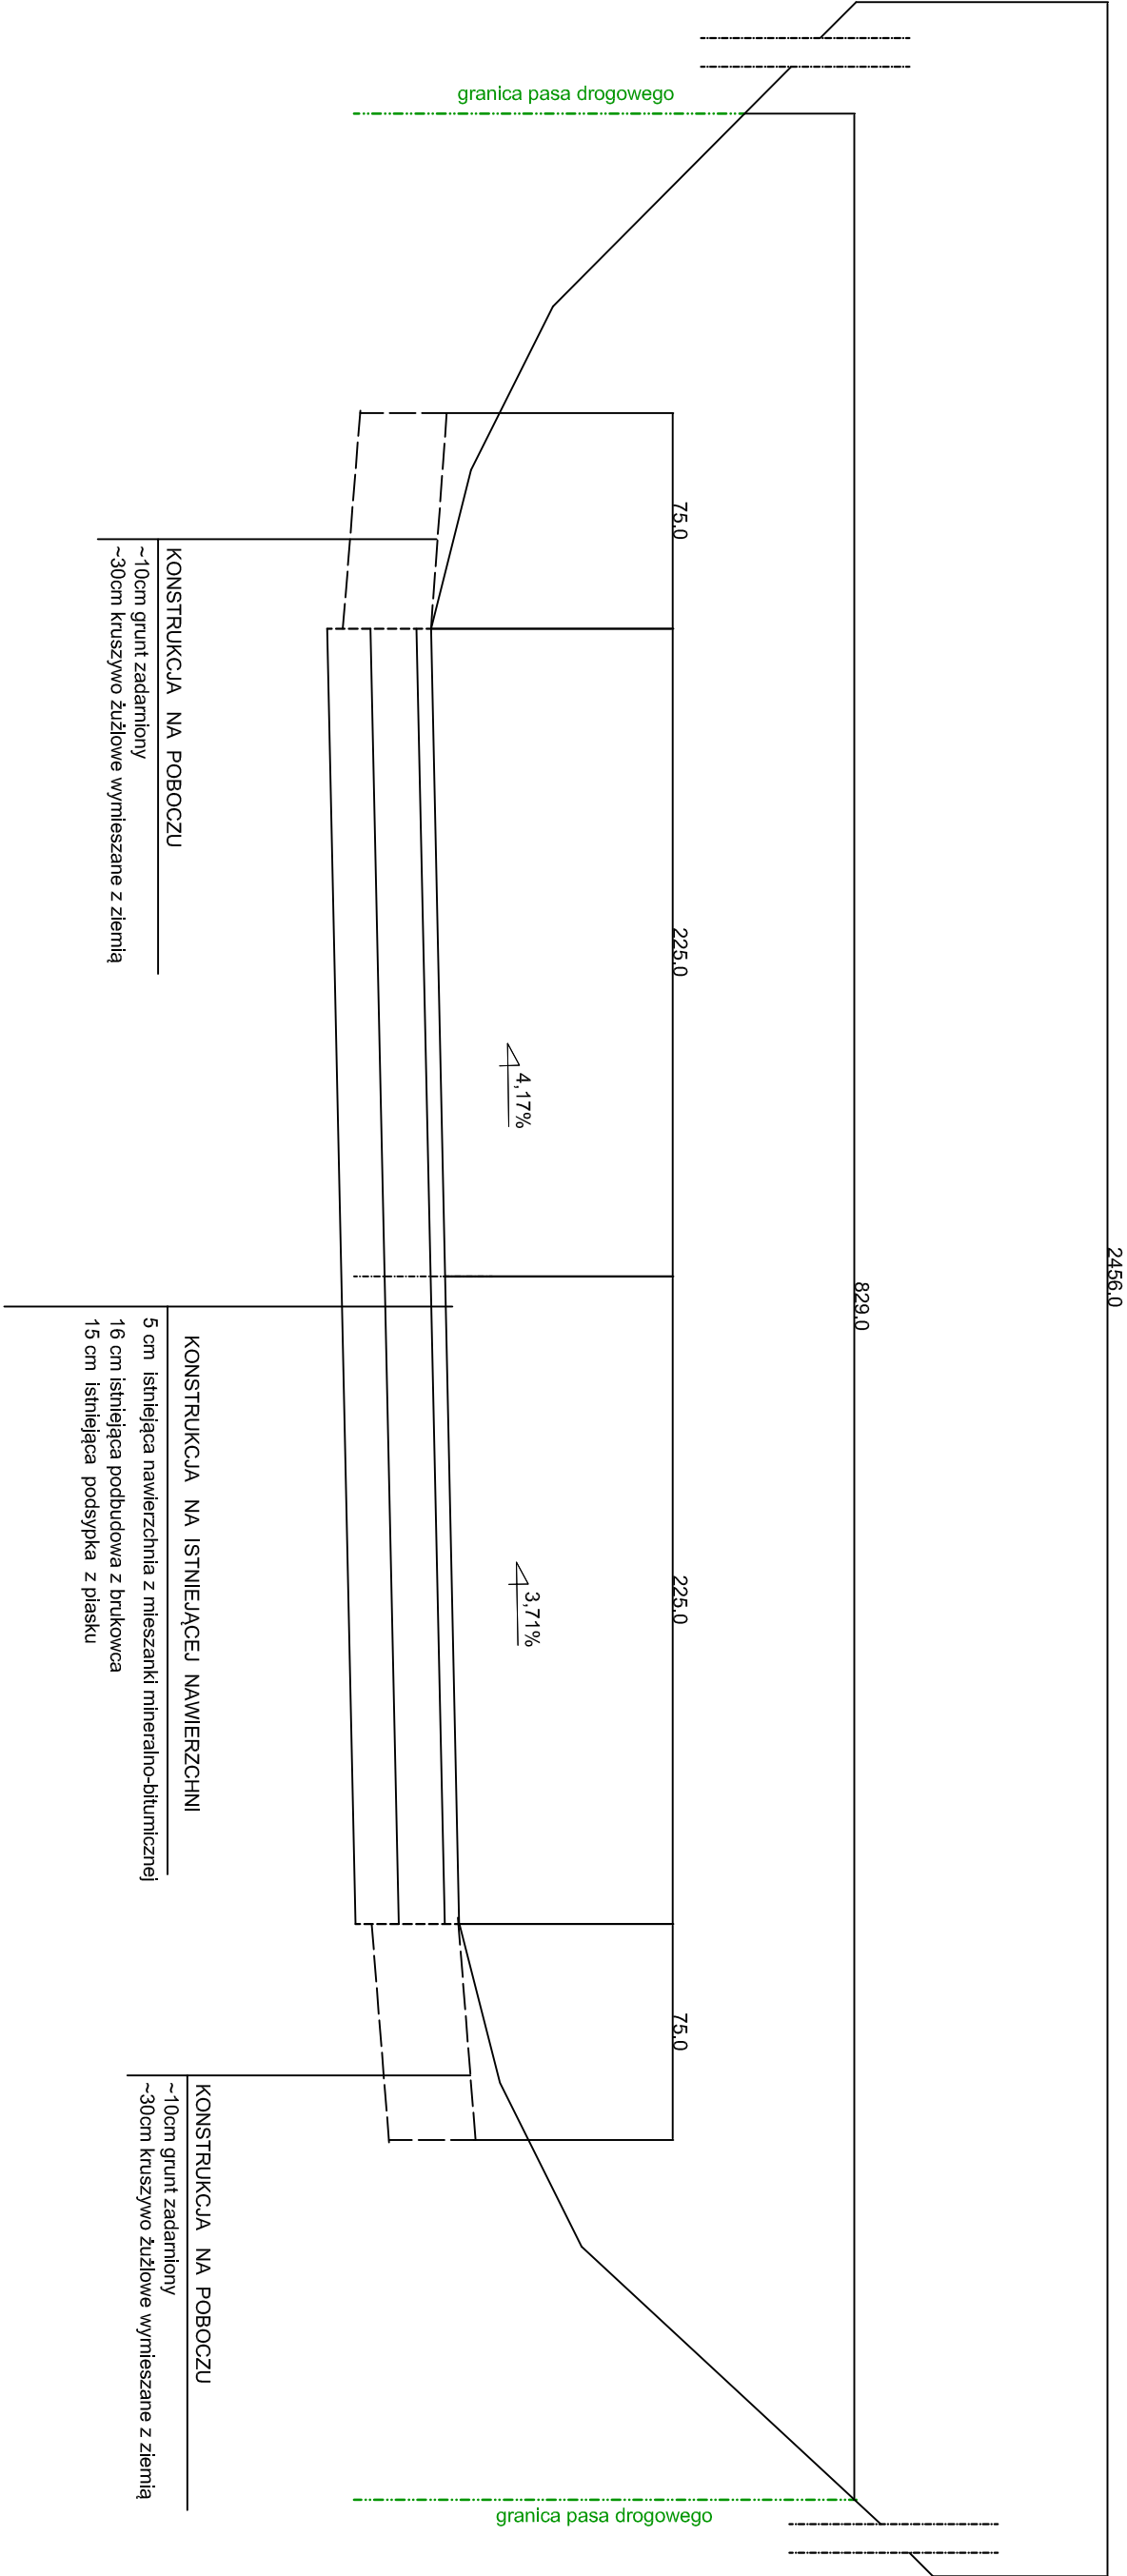 2456,0
829,0
granica pasa drogowego
granica pasa drogowego
75,0
225,0
225,0
75,0
4,17%
3,71%
KONSTRUKCJA NA POBOCZU
~10cm grunt zadarniony
~30cm kruszywo żużlowe wymieszane z ziemią
KONSTRUKCJA NA ISTNIEJĄCEJ NAWIERZCHNI
5 cm istniejąca nawierzchnia z mieszanki mineralno-bitumicznej
16 cm istniejąca podbudowa z brukowca
15 cm istniejąca podsypka z piasku
KONSTRUKCJA NA POBOCZU
~10cm grunt zadarniony
~30cm kruszywo żużlowe wymieszane z ziemią